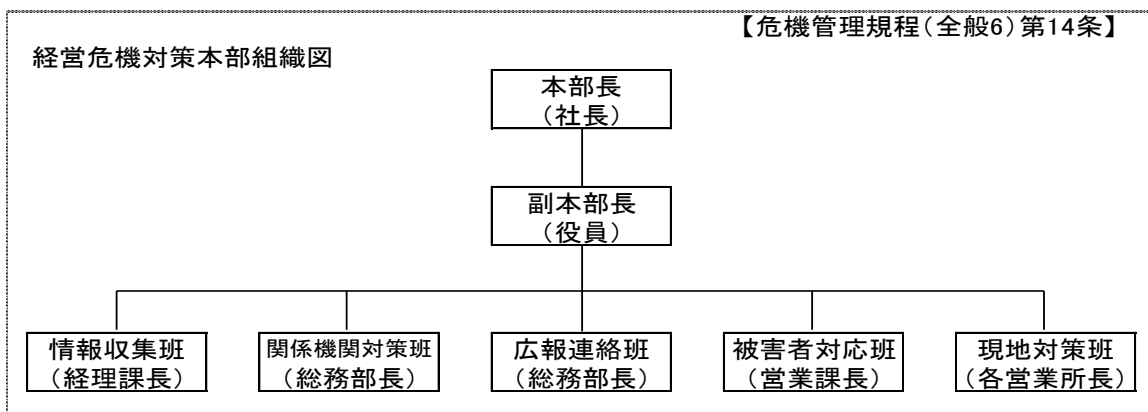 【危機管理規程(全般6)第14条】
経営危機対策本部組織図
本部長
(社長)
副本部長
(役員)
情報収集班
(経理課長)
関係機関対策班
(総務部長)
広報連絡班
(総務部長)
被害者対応班
(営業課長)
現地対策班
(各営業所長)